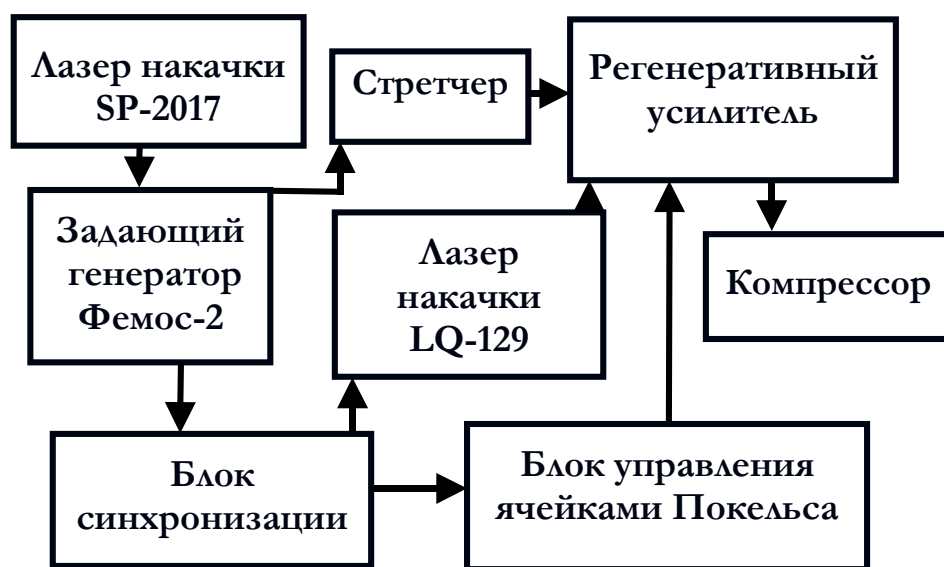 Лазер накачки
SP-2017
Стретчер
Регенеративный
усилитель
Задающий
генератор
Фемос-2
Лазер
накачки
LQ-129
Компрессор
Блок
синхронизации
Блок управления
ячейками Покельса